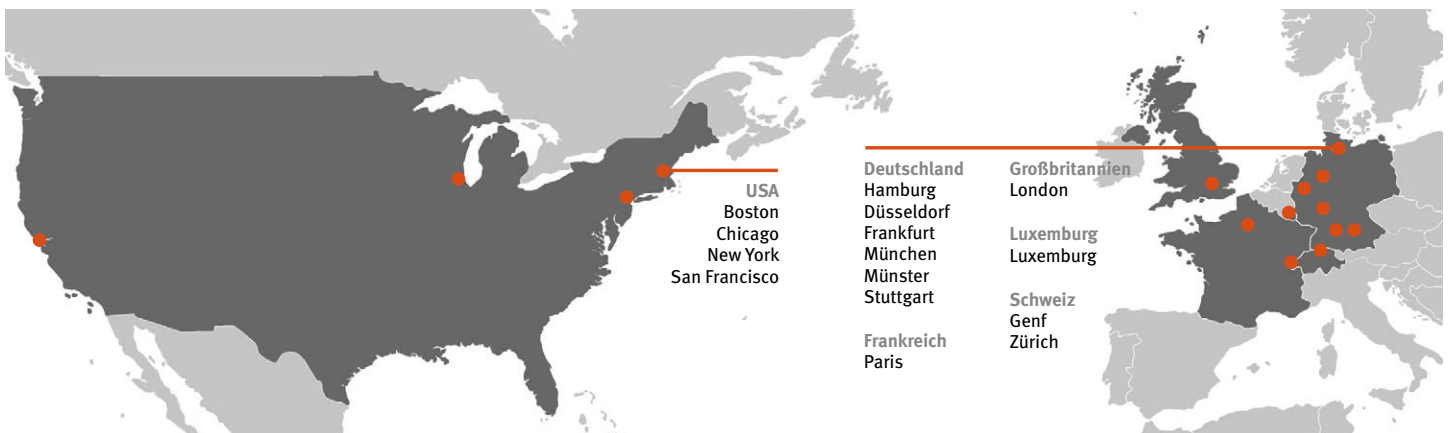 USA
Boston
Chicago
New York
San Francisco
Deutschland
Hamburg
Düsseldorf
Frankfurt
München
Münster
Stuttgart
Frankreich
Paris
Großbritannien
London
Luxemburg
Luxemburg
Schweiz
Genf
Zürich